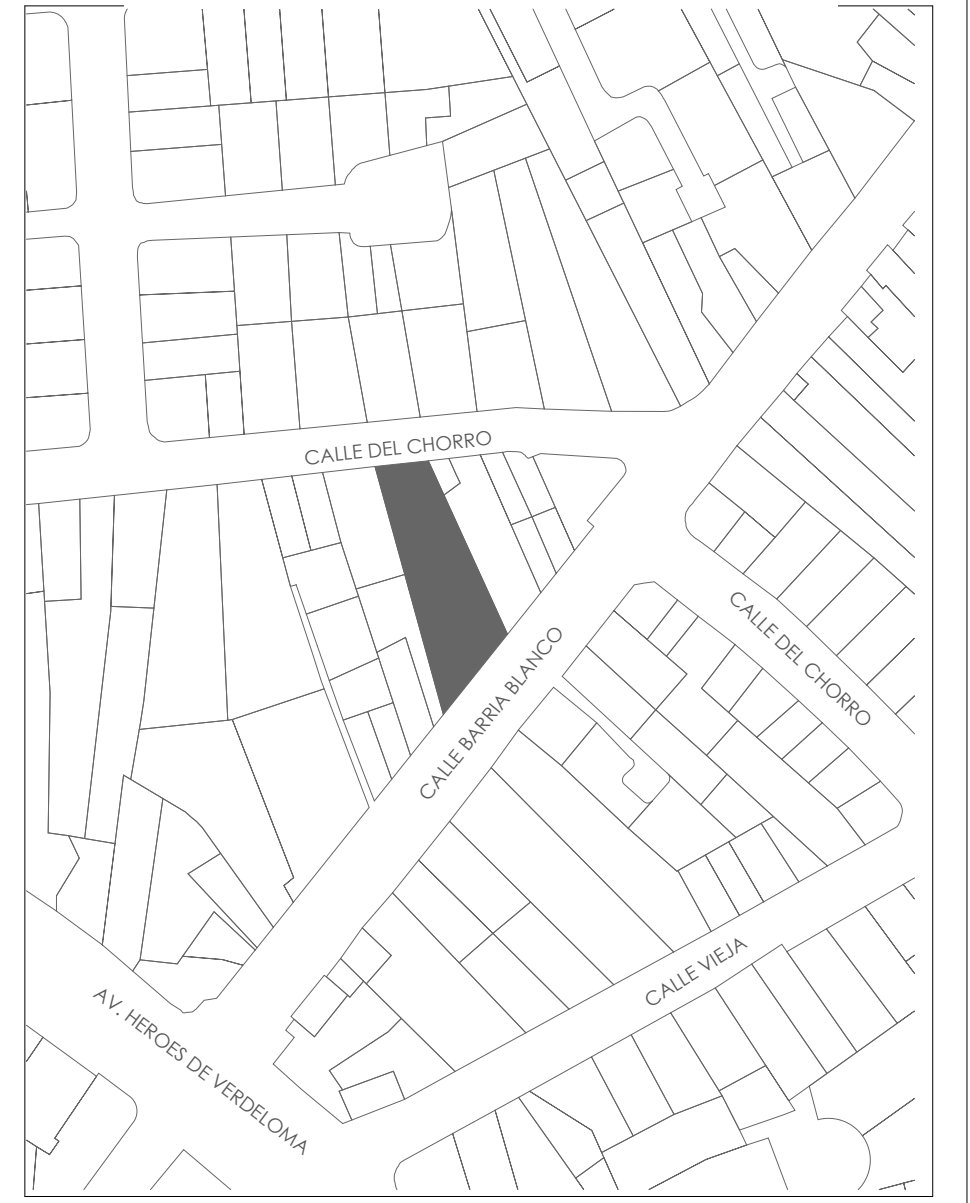 CALLE DEL CHORRO
CALLE DEL CHORRO
CALLE BARRIA BLANCO
CALLE VIEJA
AV. HEROES DE VERDELOMA